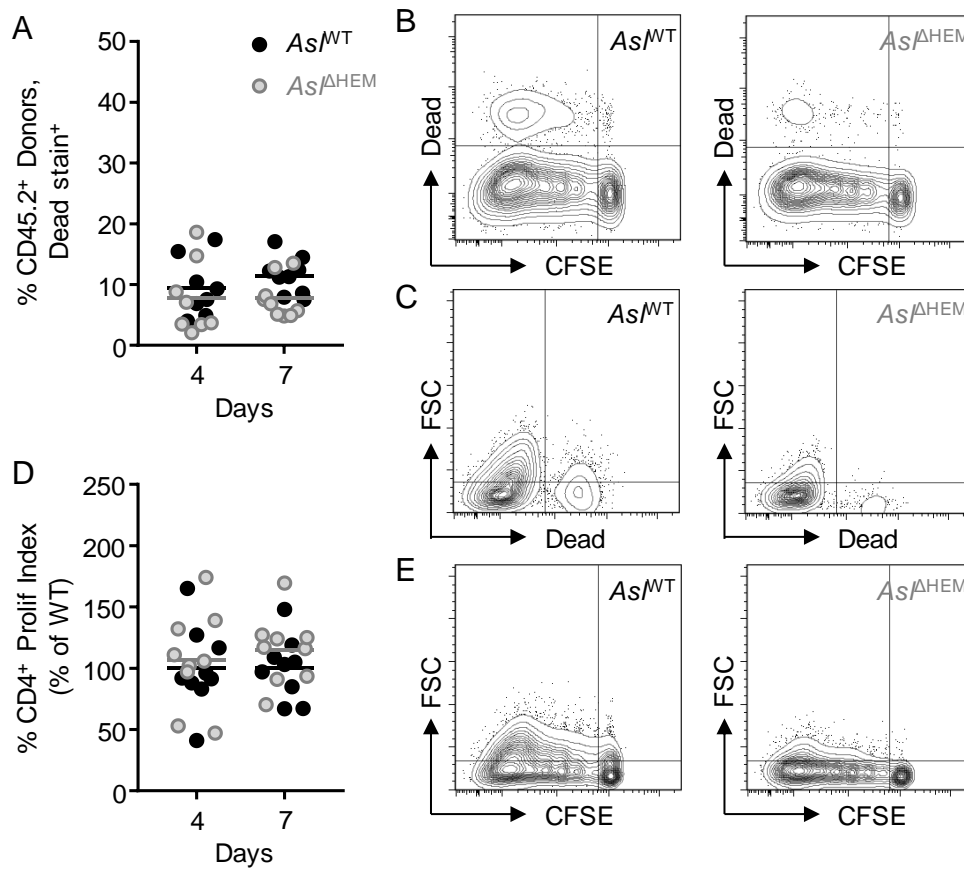 A
% CD45.2⁺ Donors,
Dead stain⁺
50
40
30
20
10
0
4
7
Days
Asl^WT
Asl^ΔHEM
B
Asl^WT
Dead
CFSE
Asl^ΔHEM
Dead
CFSE
C
Asl^WT
FSC
Dead
Asl^ΔHEM
FSC
Dead
D
% CD4⁺ Prolif Index
(% of WT)
250
200
150
100
50
0
4
7
Days
E
Asl^WT
FSC
CFSE
Asl^ΔHEM
FSC
CFSE